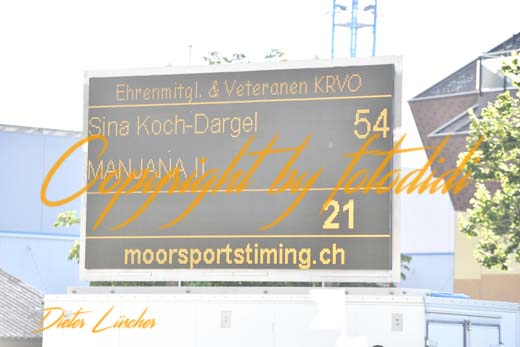 Ehrenmitgl. & Veteranen KRVO
Sina Koch-Dargel 54
MANJANA II
Copyright by fotodidi
21
moorsportstiming.ch
Dieter Lüscher